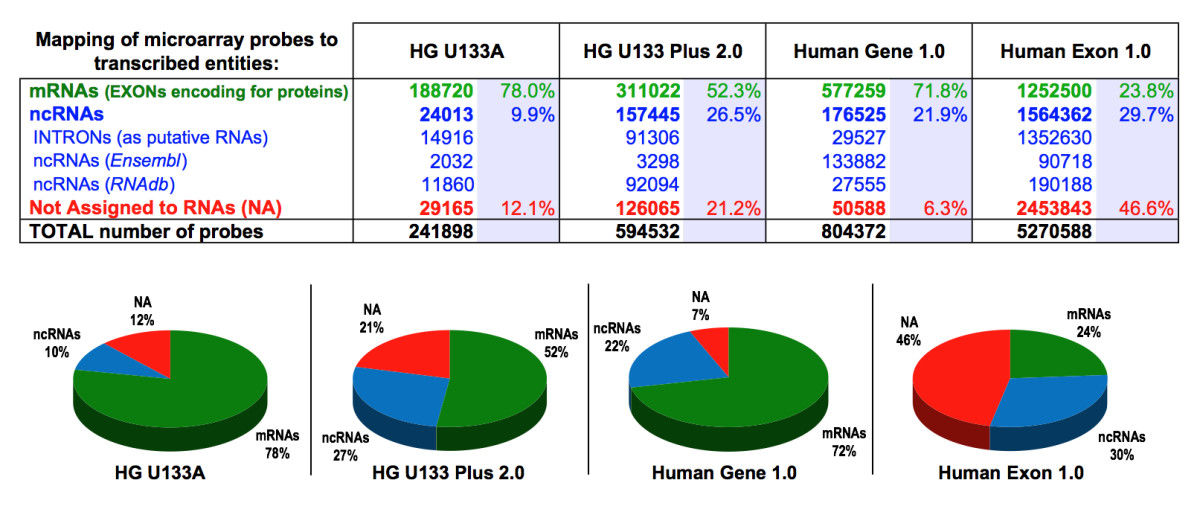 Mapping of microarray probes to transcribed entities: HG U133A HG U133 Plus 2.0 Human Gene 1.0 Human Exon 1.0
mRNAs (EXONs encoding for proteins) 188720 78.0% 311022 52.3% 577259 71.8% 1252500 23.8%
ncRNAs 24013 9.9% 157445 26.5% 176525 21.9% 1564362 29.7%
INTRONs (as putative RNAs) 14916 91306 29527 1352630
ncRNAs (Ensembl) 2032 3298 133882 90718
ncRNAs (RNAdb) 11860 92094 27555 190188
Not Assigned to RNAs (NA) 29165 12.1% 126065 21.2% 50588 6.3% 2453843 46.6%
TOTAL number of probes 241898 594532 804372 5270588
NA
12%
ncRNAs
10%
mRNAs
78%
HG U133A
NA
21%
mRNAs
52%
ncRNAs
27%
HG U133 Plus 2.0
NA
7%
ncRNAs
22%
mRNAs
72%
Human Gene 1.0
NA
46%
mRNAs
24%
ncRNAs
30%
Human Exon 1.0